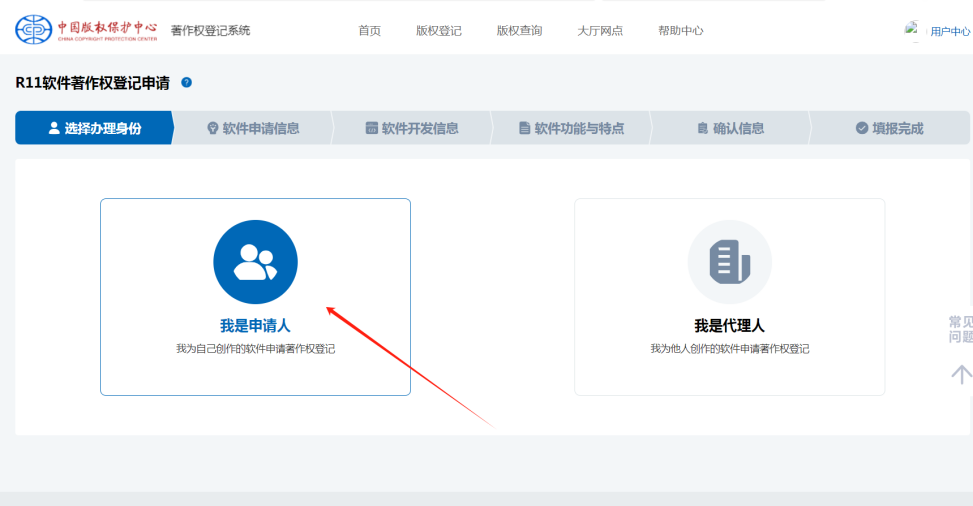 中国版权保护中心
CHINA COPYRIGHT PROTECTION CENTER
著作权登记系统
首页
版权登记
版权查询
大厅网点
帮助中心
用户中心
R11软件著作权登记申请
选择办理身份
软件申请信息
软件开发信息
软件功能与特点
确认信息
填报完成
我是申请人
我为自己创作的软件申请著作权登记
我是代理人
我为他人创作的软件申请著作权登记
常见
问题